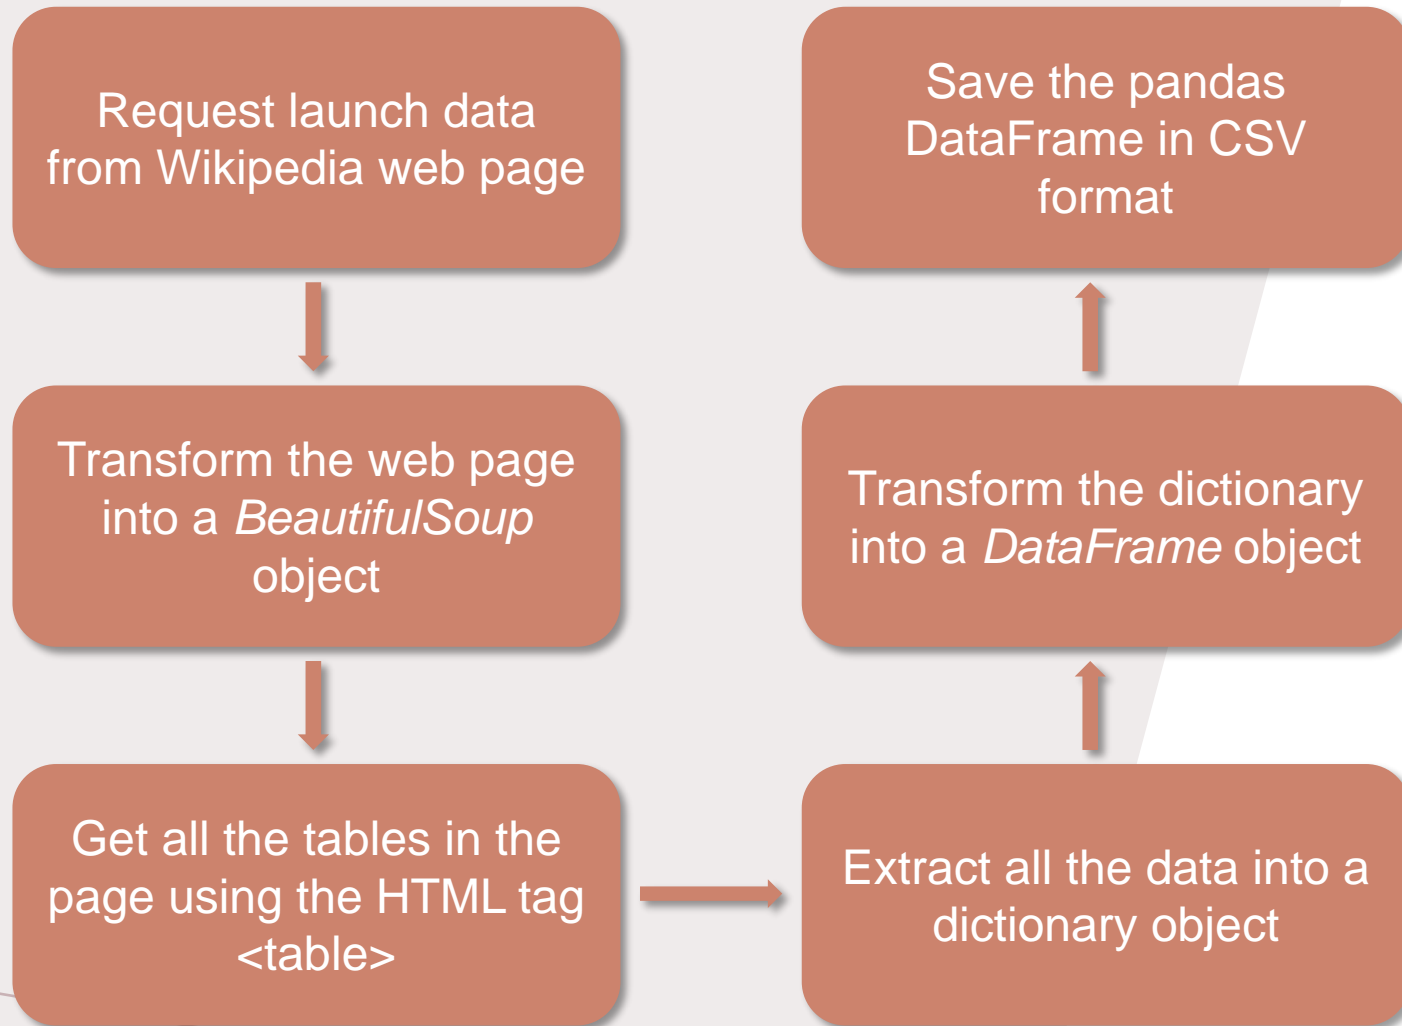 Request launch data
from Wikipedia web page
Transform the web page
into a BeautifulSoup
object
Get all the tables in the
page using the HTML tag
<table>
Extract all the data into a
dictionary object
Transform the dictionary
into a DataFrame object
Save the pandas
DataFrame in CSV
format